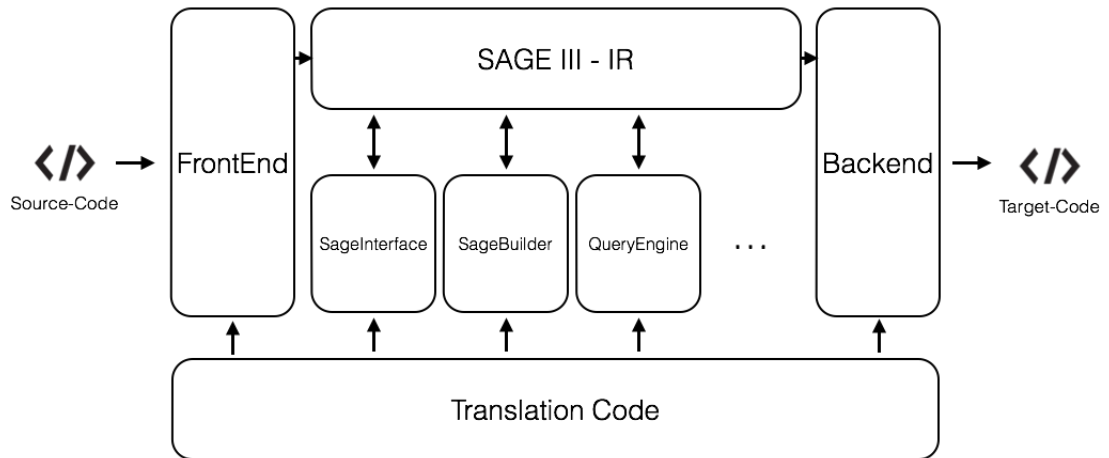 SAGE III - IR
FrontEnd
Backend
</>
Source-Code
</>
Target-Code
SageInterface
SageBuilder
QueryEngine
...
Translation Code